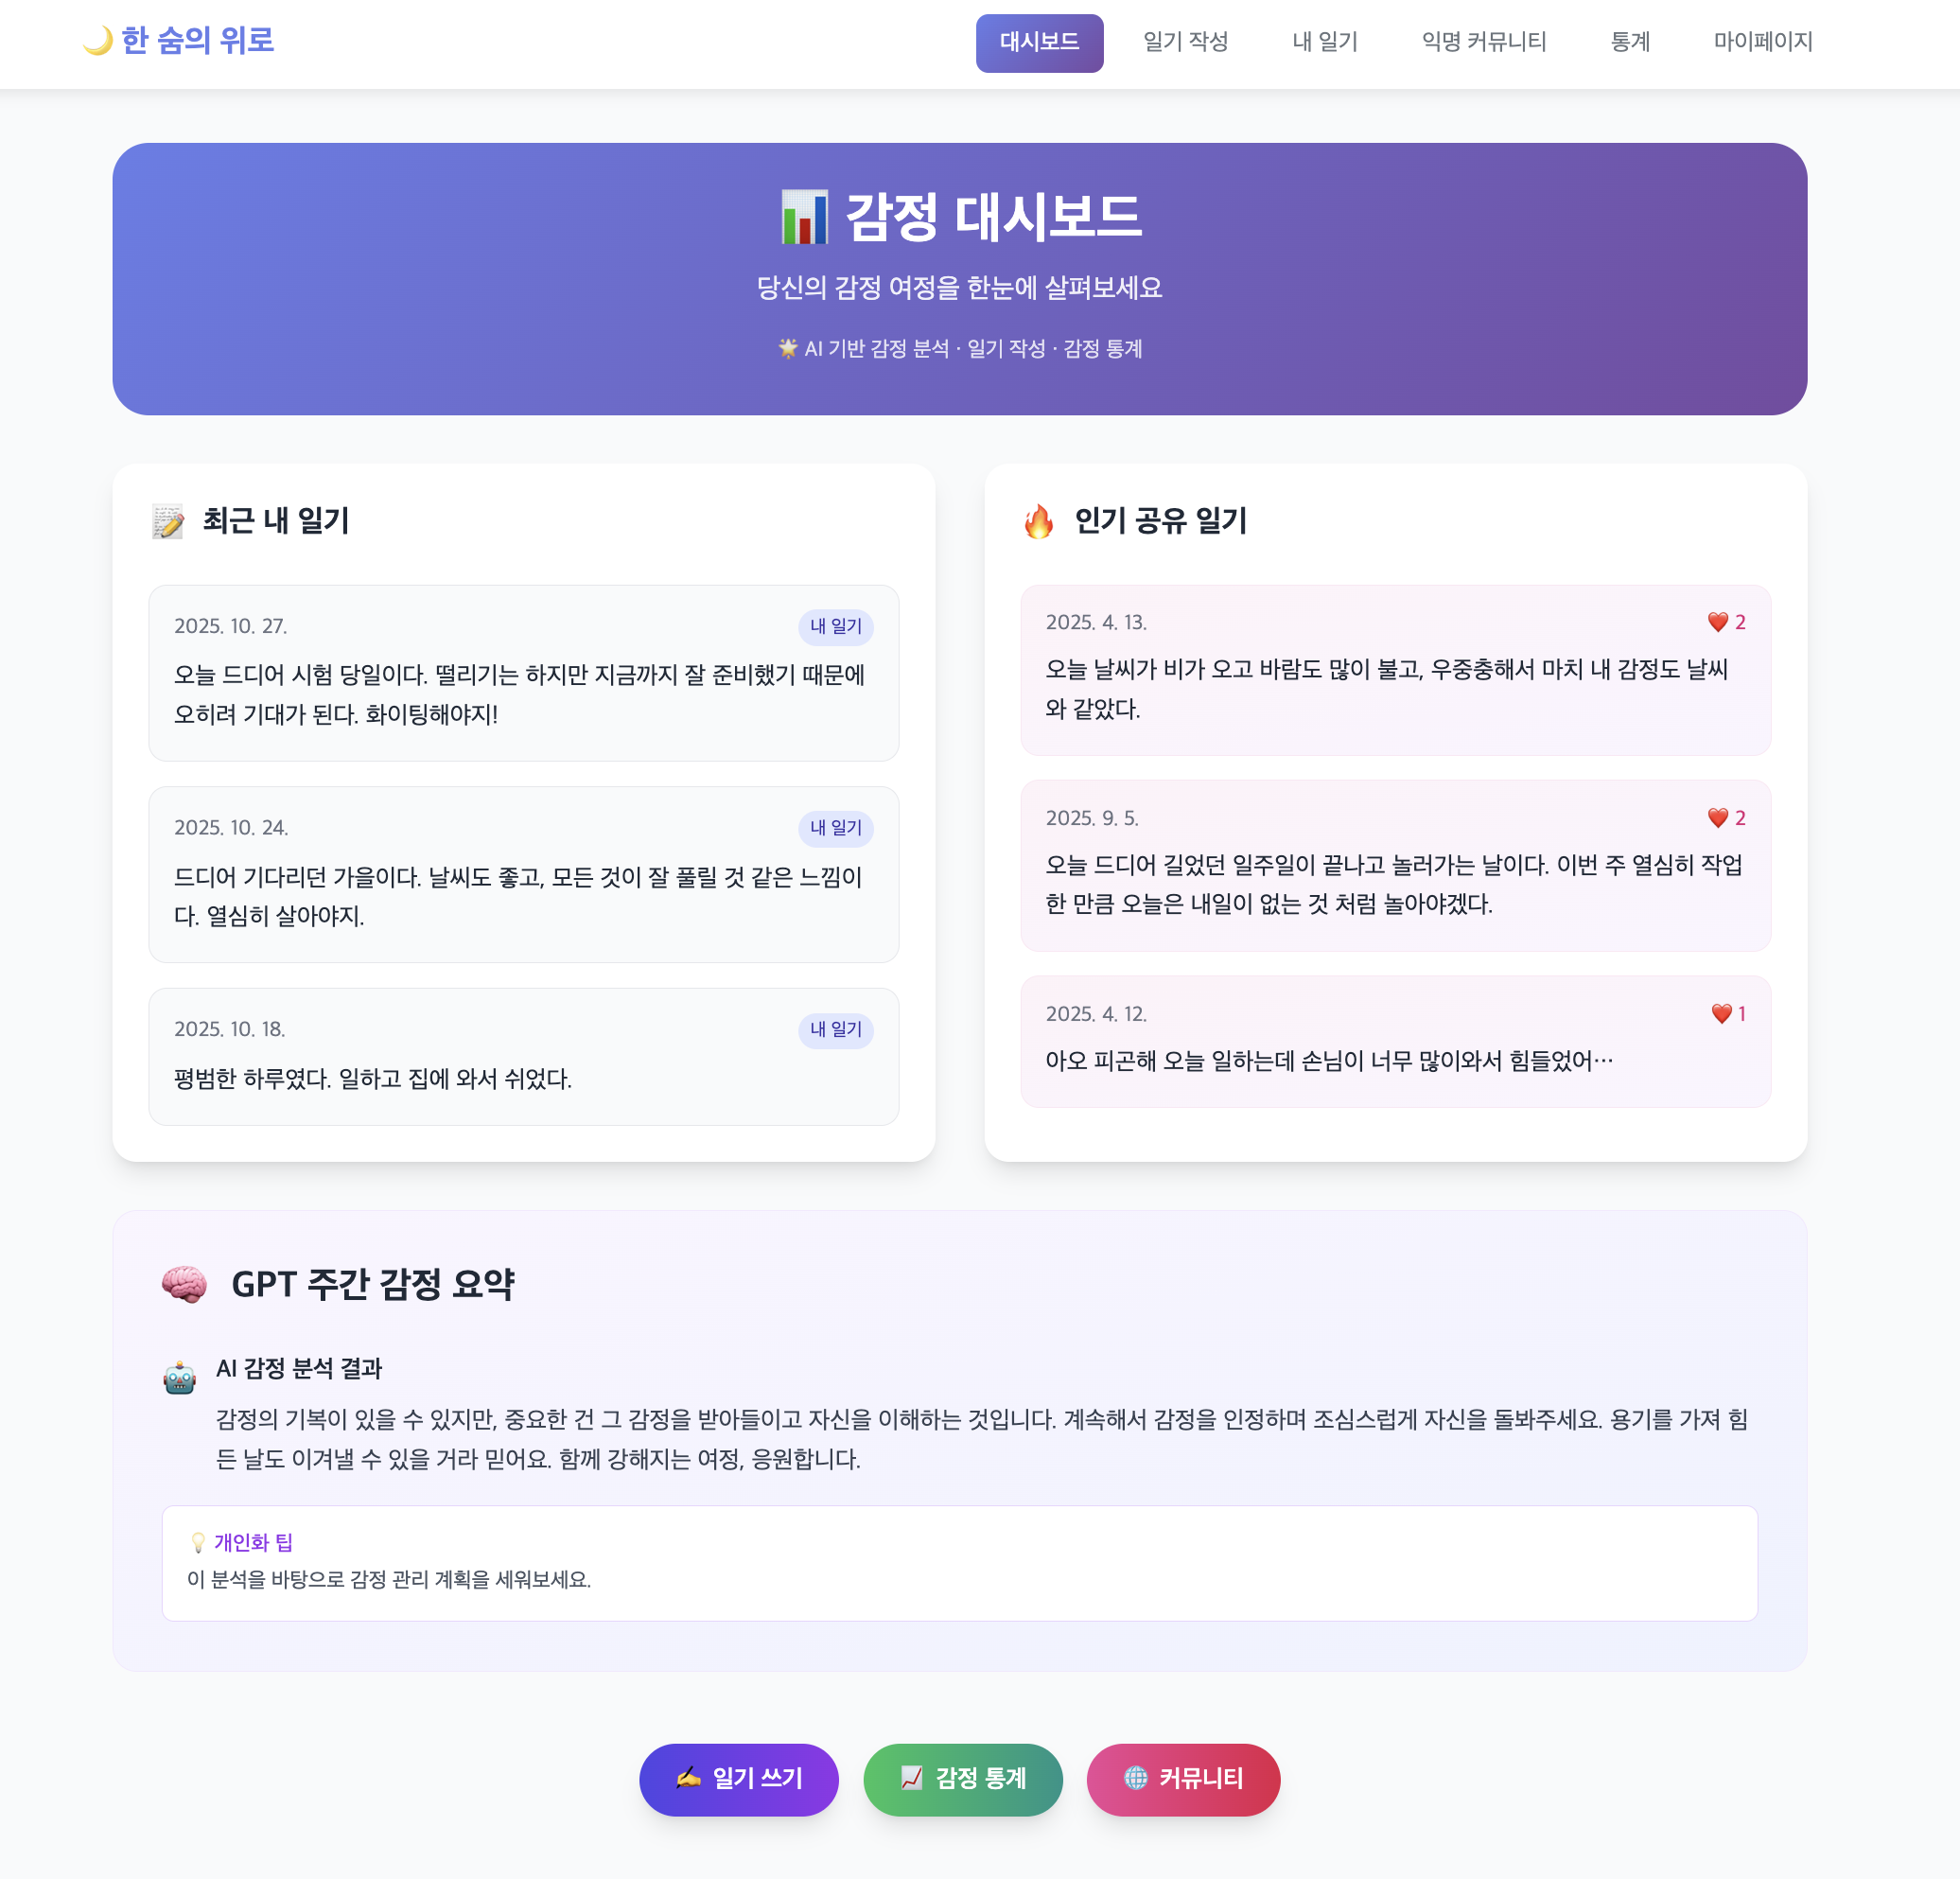 🌙 한 숨의 위로
대시보드
일기 작성
내 일기
익명 커뮤니티
통계
마이페이지
📊 감정 대시보드
당신의 감정 여정을 한눈에 살펴보세요
🌟 AI 기반 감정 분석 · 일기 작성 · 감정 통계
📝 최근 내 일기
2025. 10. 27.
내 일기
오늘 드디어 시험 당일이다. 떨리기는 하지만 지금까지 잘 준비했기 때문에
오히려 기대가 된다. 화이팅해야지!
2025. 10. 24.
내 일기
드디어 기다리던 가을이다. 날씨도 좋고, 모든 것이 잘 풀릴 것 같은 느낌이
다. 열심히 살아야지.
2025. 10. 18.
내 일기
평범한 하루였다. 일하고 집에 와서 쉬었다.
🔥 인기 공유 일기
2025. 4. 13.
❤️ 2
오늘 날씨가 비가 오고 바람도 많이 불고, 우중충해서 마치 내 감정도 날씨
와 같았다.
2025. 9. 5.
❤️ 2
오늘 드디어 길었던 일주일이 끝나고 놀러가는 날이다. 이번 주 열심히 작업
한 만큼 오늘은 내일이 없는 것 처럼 놀아야겠다.
2025. 4. 12.
❤️ 1
아오 피곤해 오늘 일하는데 손님이 너무 많이와서 힘들었어…
🧠 GPT 주간 감정 요약
🤖 AI 감정 분석 결과
감정의 기복이 있을 수 있지만, 중요한 건 그 감정을 받아들이고 자신을 이해하는 것입니다. 계속해서 감정을 인정하며 조심스럽게 자신을 돌봐주세요. 용기를 가져 힘
든 날도 이겨낼 수 있을 거라 믿어요. 함께 강해지는 여정, 응원합니다.
💡 개인화 팁
이 분석을 바탕으로 감정 관리 계획을 세워보세요.
✍️ 일기 쓰기
📈 감정 통계
🌐 커뮤니티